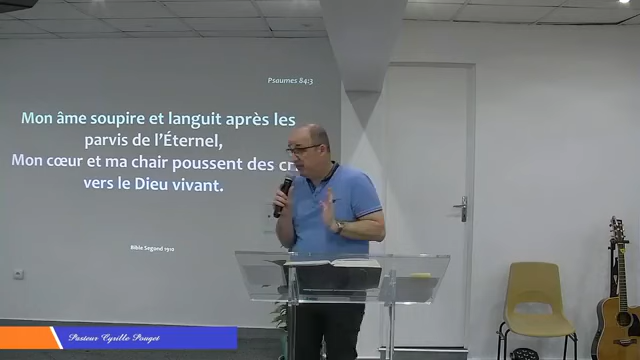 Psaumes 84:3
Mon âme soupire et languit après les
parvis de l'Éternel,
Mon cœur et ma chair poussent des cri
vers le Dieu vivant.
Bible Segond 1910
Pasteur Cyrille Pouget